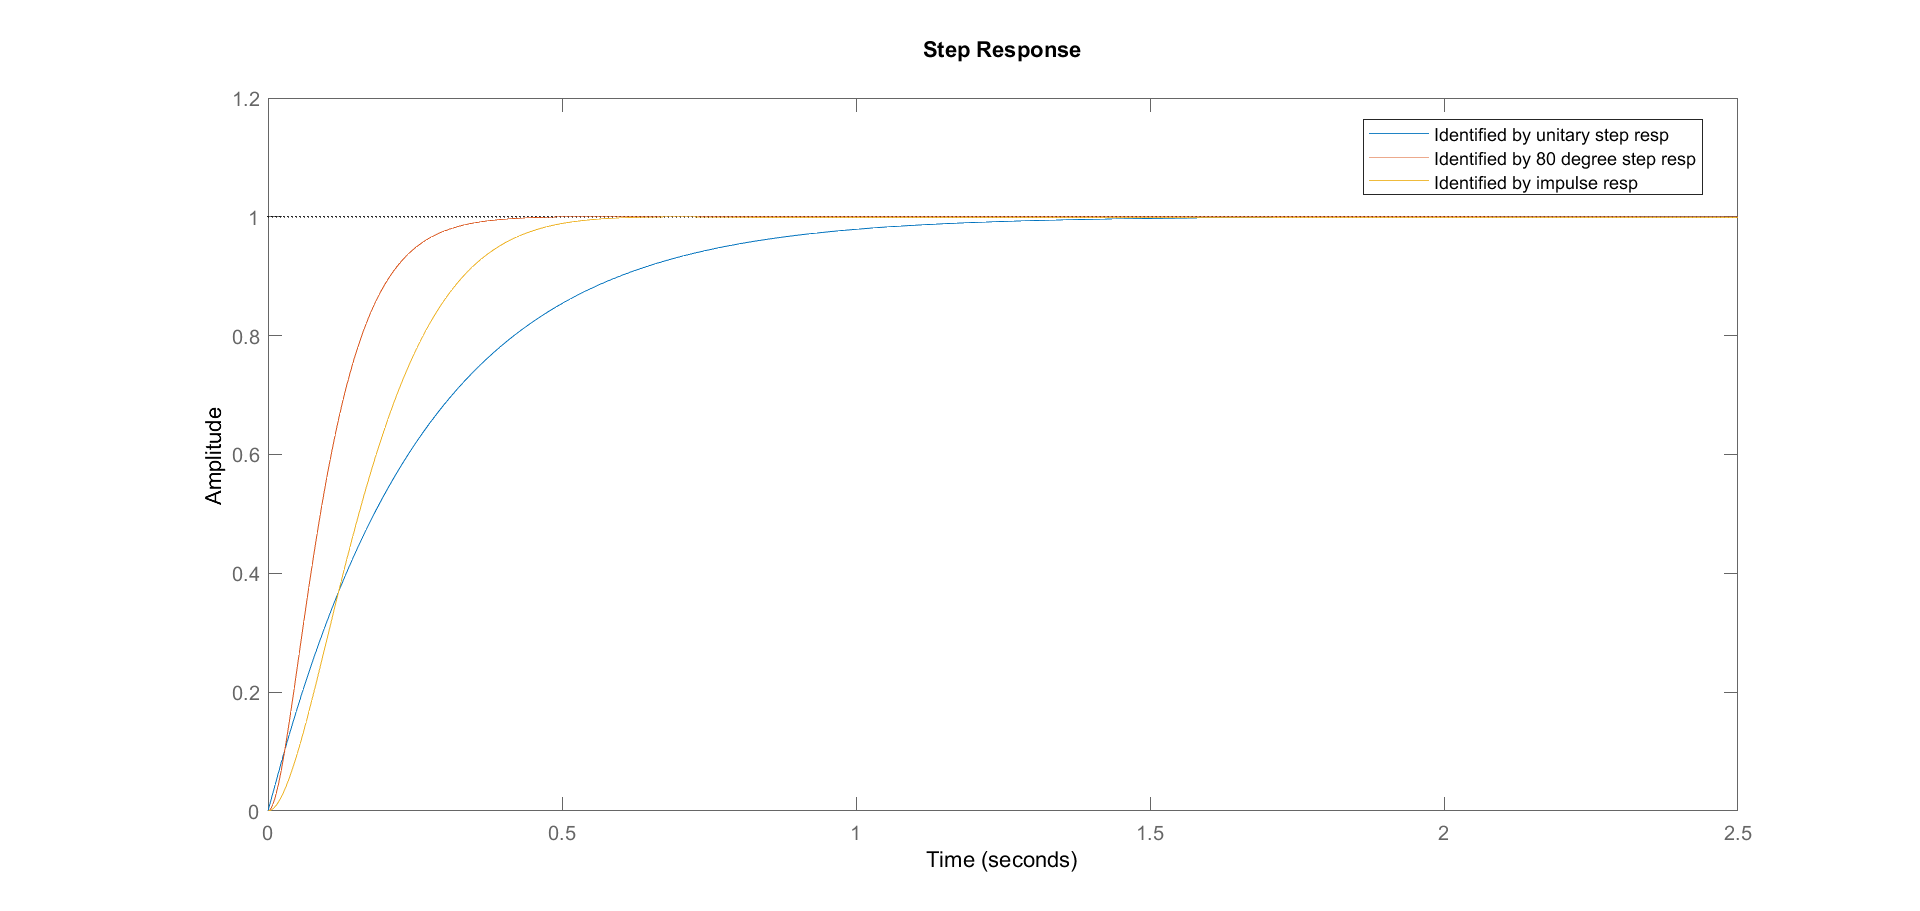 Step Response
1.2
1
0.8
0.6
0.4
0.2
0
Amplitude
Identified by unitary step resp
Identified by 80 degree step resp
Identified by impulse resp
0 0.5 1 1.5 2 2.5
Time (seconds)